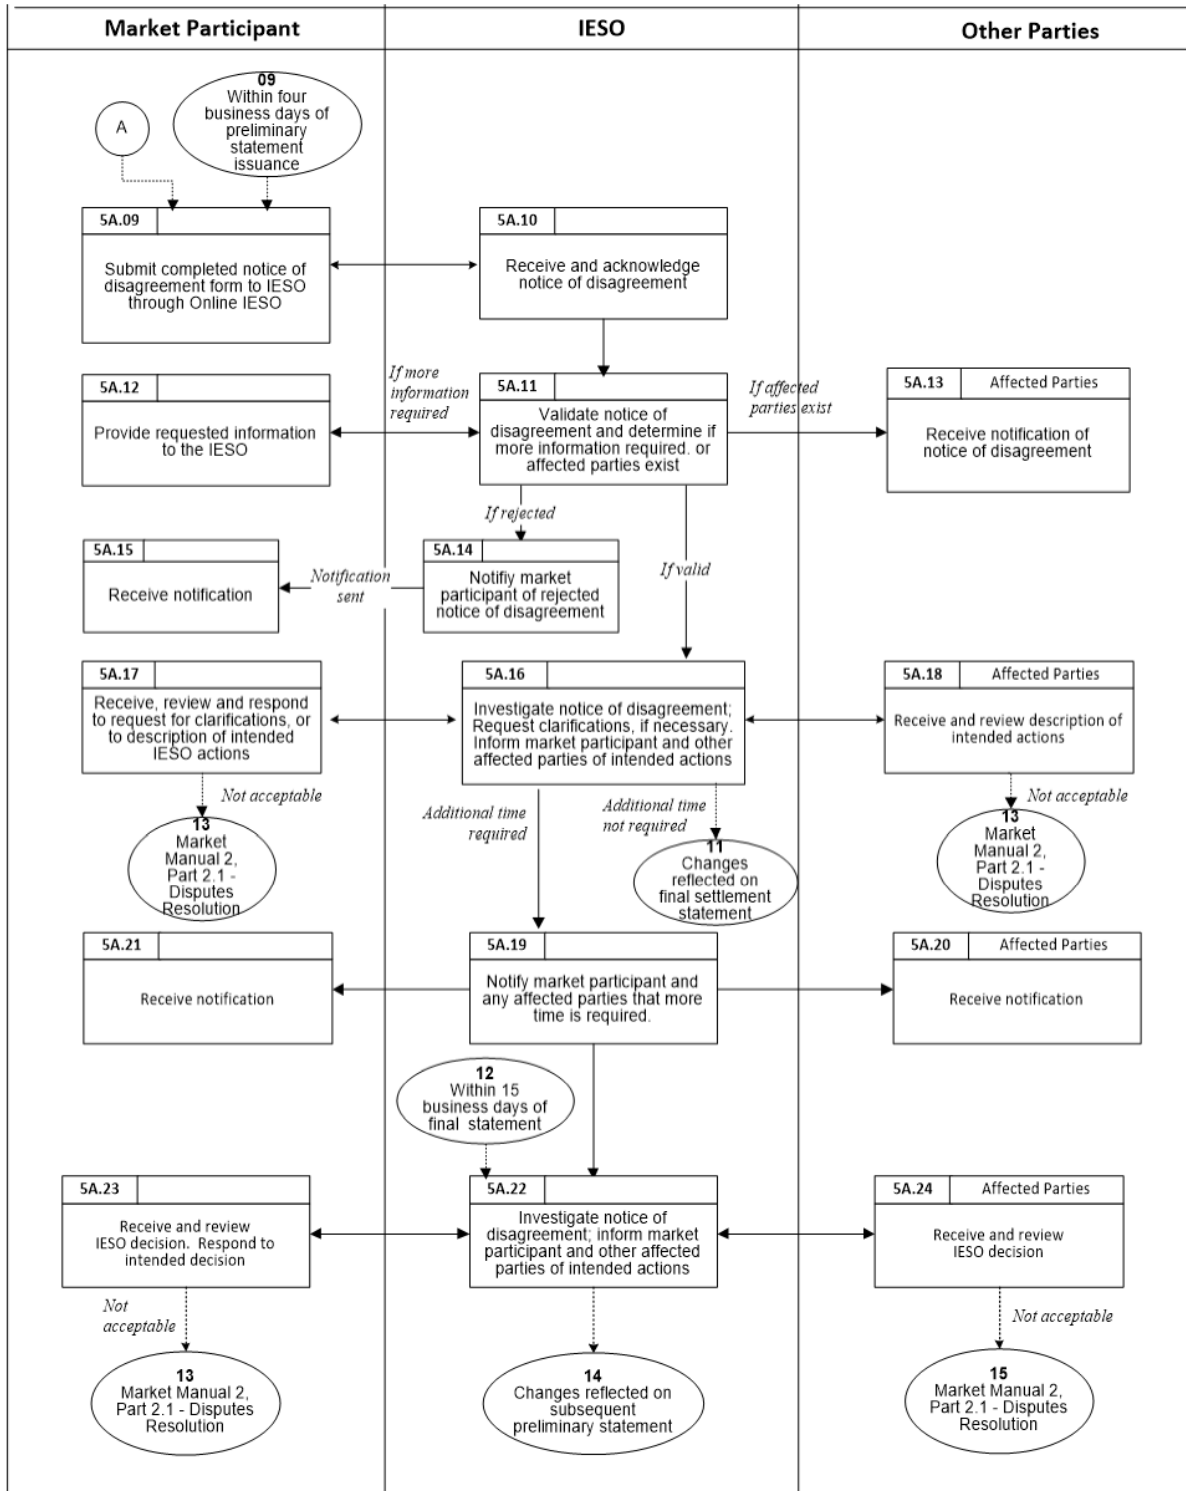 Market Participant
IESO
Other Parties
A
09
Within four
business days of
preliminary
statement
issuance
5A.09
Submit completed notice of
disagreement form to IESO
through Online IESO
5A.10
Receive and acknowledge
notice of disagreement
5A.12
Provide requested information
to the IESO
If more
information
required
5A.11
Validate notice of
disagreement and determine if
more information required. or
affected parties exist
If affected
parties exist
5A.13
Affected Parties
Receive notification of
notice of disagreement
If rejected
If valid
5A.15
Receive notification
Notification
sent
5A.14
Notifiy market
participant of rejected
notice of disagreement
5A.17
Receive, review and respond
to request for clarifications, or
to description of intended
IESO actions
5A.16
Investigate notice of disagreement;
Request clarifications, if necessary.
Inform market participant and other
affected parties of intended actions
5A.18
Affected Parties
Receive and review description of
intended actions
Not acceptable
13
Market
Manual 2,
Part 2.1 -
Disputes
Resolution
Additional time
required
Additional time
not required
11
Changes
reflected on
final settlement
statement
Not acceptable
13
Market
Manual 2,
Part 2.1 -
Disputes
Resolution
5A.21
Receive notification
5A.19
Notify market participant and
any affected parties that more
time is required.
5A.20
Affected Parties
Receive notification
12
Within 15
business days of
final statement
5A.23
Receive and review
IESO decision. Respond to
intended decision
5A.22
Investigate notice of
disagreement; inform market
participant and other affected
parties of intended actions
5A.24
Affected Parties
Receive and review
IESO decision
Not
acceptable
13
Market Manual 2,
Part 2.1 - Disputes
Resolution
14
Changes reflected on
subsequent
preliminary statement
Not acceptable
15
Market Manual 2,
Part 2.1 - Disputes
Resolution